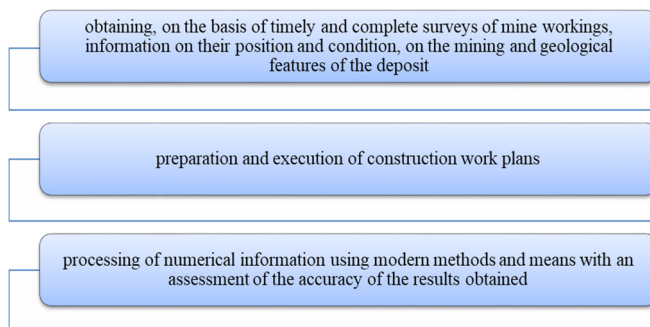 obtaining, on the basis of timely and complete surveys of mine workings,
information on their position and condition, on the mining and geological
features of the deposit
preparation and execution of construction work plans
processing of numerical information using modern methods and means with an
assessment of the accuracy of the results obtained